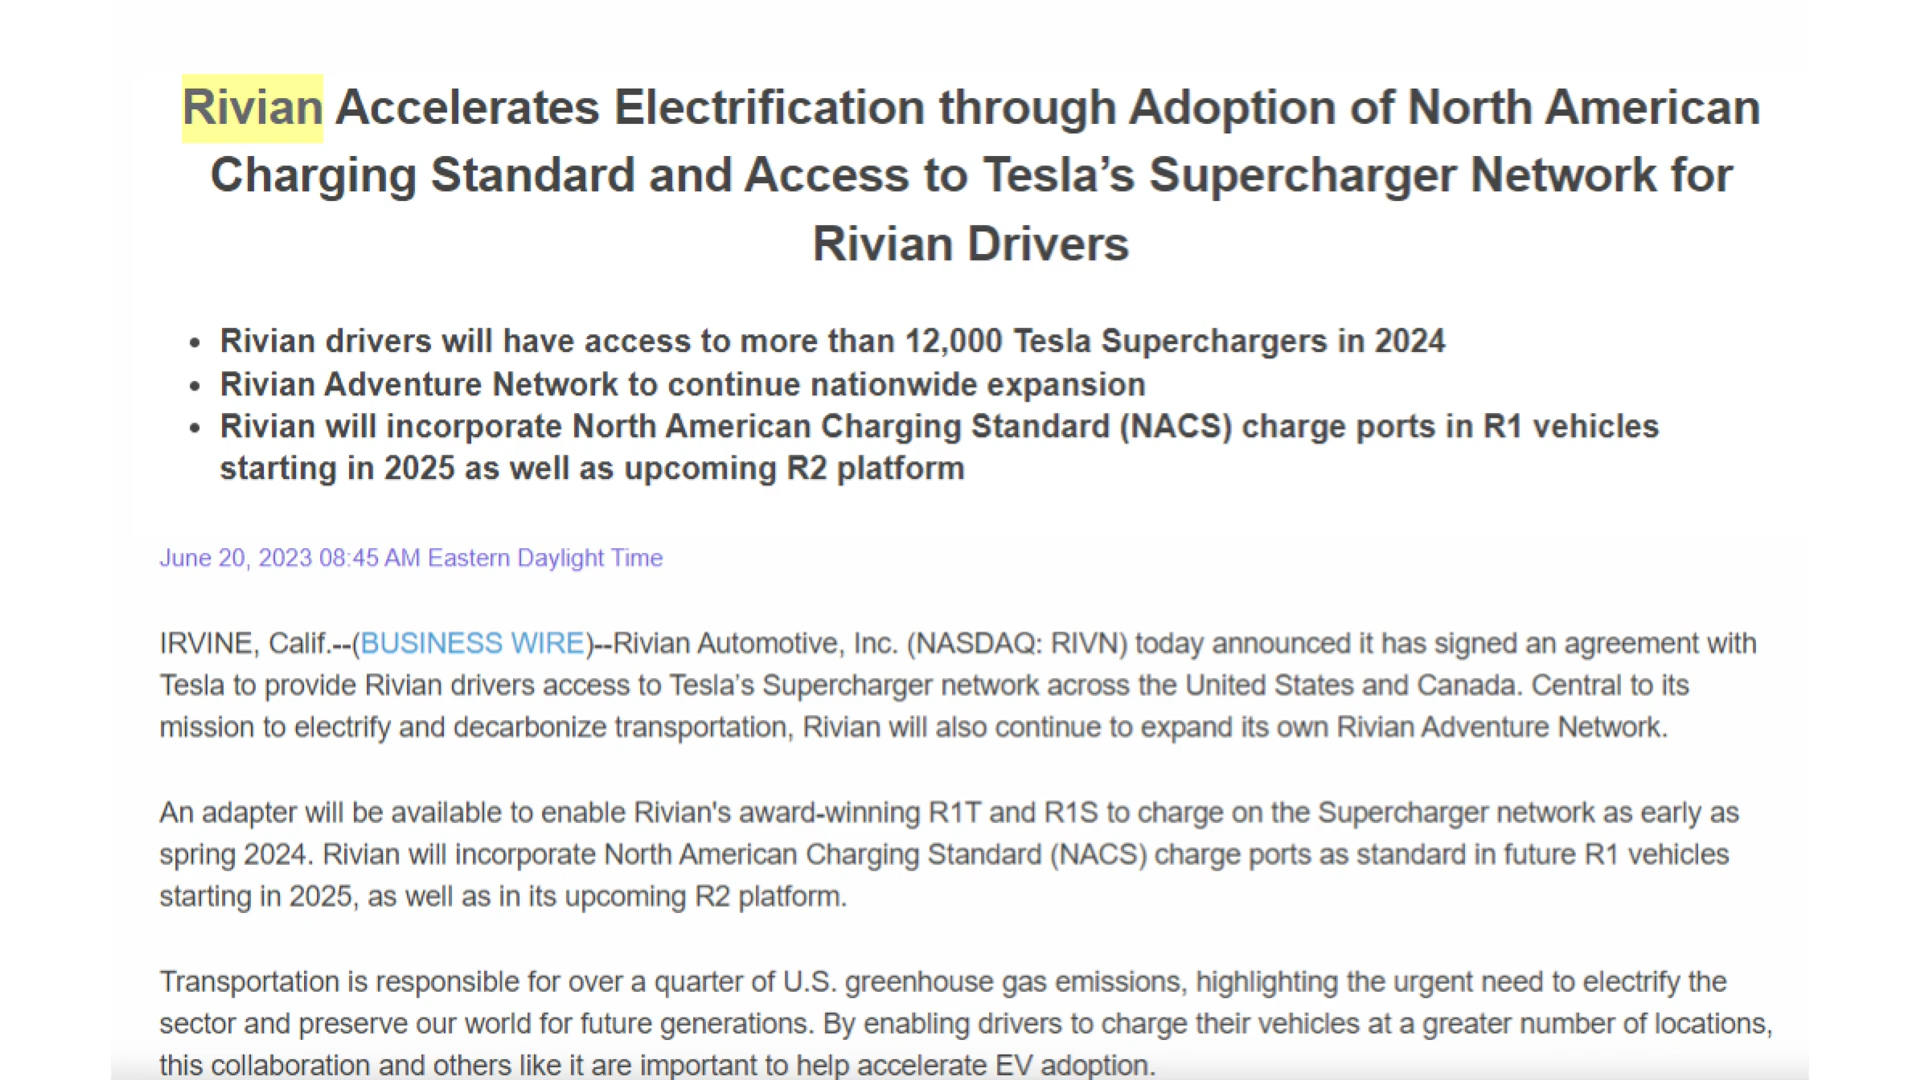 Rivian Accelerates Electrification through Adoption of North American
Charging Standard and Access to Tesla’s Supercharger Network for
Rivian Drivers
• Rivian drivers will have access to more than 12,000 Tesla Superchargers in 2024
• Rivian Adventure Network to continue nationwide expansion
• Rivian will incorporate North American Charging Standard (NACS) charge ports in R1 vehicles
starting in 2025 as well as upcoming R2 platform
June 20, 2023 08:45 AM Eastern Daylight Time
IRVINE, Calif.--(BUSINESS WIRE)--Rivian Automotive, Inc. (NASDAQ: RIVN) today announced it has signed an agreement with
Tesla to provide Rivian drivers access to Tesla’s Supercharger network across the United States and Canada. Central to its
mission to electrify and decarbonize transportation, Rivian will also continue to expand its own Rivian Adventure Network.
An adapter will be available to enable Rivian's award-winning R1T and R1S to charge on the Supercharger network as early as
spring 2024. Rivian will incorporate North American Charging Standard (NACS) charge ports as standard in future R1 vehicles
starting in 2025, as well as in its upcoming R2 platform.
Transportation is responsible for over a quarter of U.S. greenhouse gas emissions, highlighting the urgent need to electrify the
sector and preserve our world for future generations. By enabling drivers to charge their vehicles at a greater number of locations,
this collaboration and others like it are important to help accelerate EV adoption.